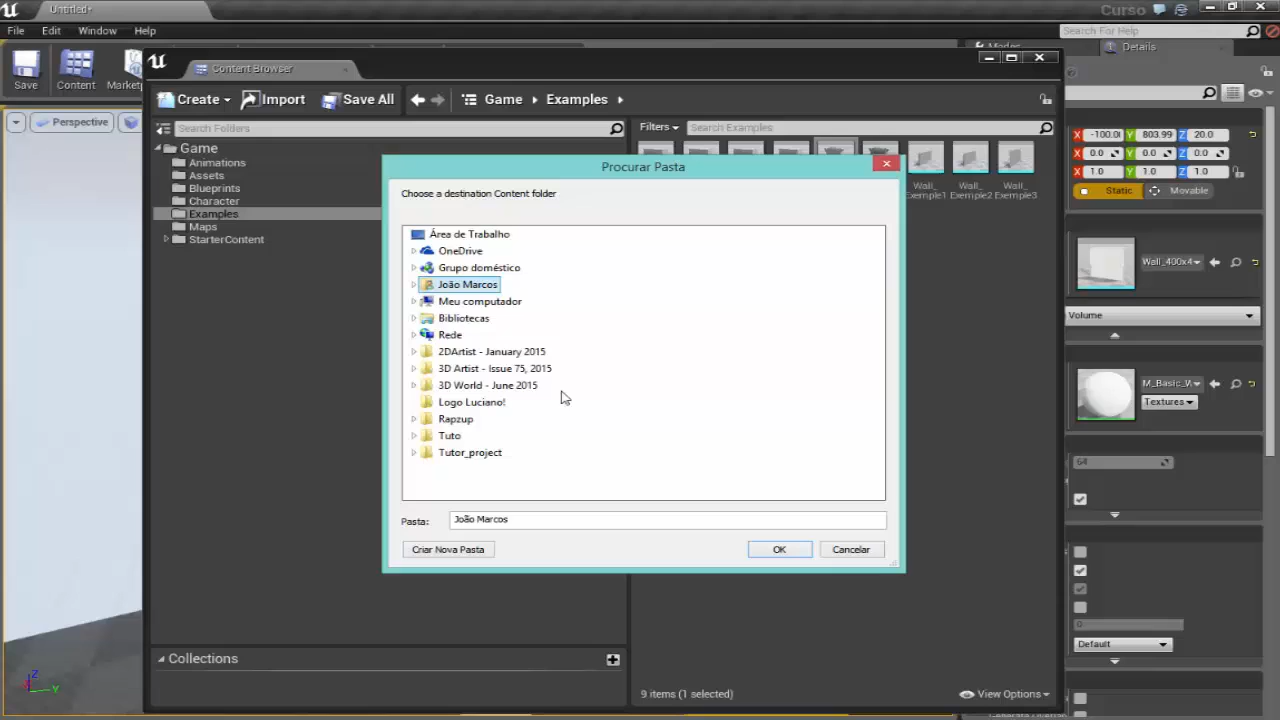 Untitled*
Curso
File Edit Window Help
Search For Help
Save Content Marketp
Content Browser
Modes
Details
Create Import Save All Game Examples
Search Folders
Filters Search Examples
Game
Animations
Assets
Blueprints
Character
Examples
Maps
StarterContent
Perspective
Procurar Pasta
Choose a destination Content folder
Área de Trabalho
OneDrive
Grupo doméstico
João Marcos
Meu computador
Bibliotecas
Rede
2DArtist - January 2015
3D Artist - Issue 75, 2015
3D World - June 2015
Logo Luciano!
Rapzup
Tuto
Tutor_project
Pasta: João Marcos
Criar Nova Pasta OK Cancelar
Wall_ Wall_ Wall_
Exemple1 Exemple2 Exemple3
X -100.0 Y 803.99 Z 20.0
X 0.0 Y 0.0 Z 0.0
X 1.0 Y 1.0 Z 1.0
Static Movable
Wall_400x4
Volume
M_Basic_W
Textures
64
0
Default
Collections
9 items (1 selected) View Options
Z
X
Y